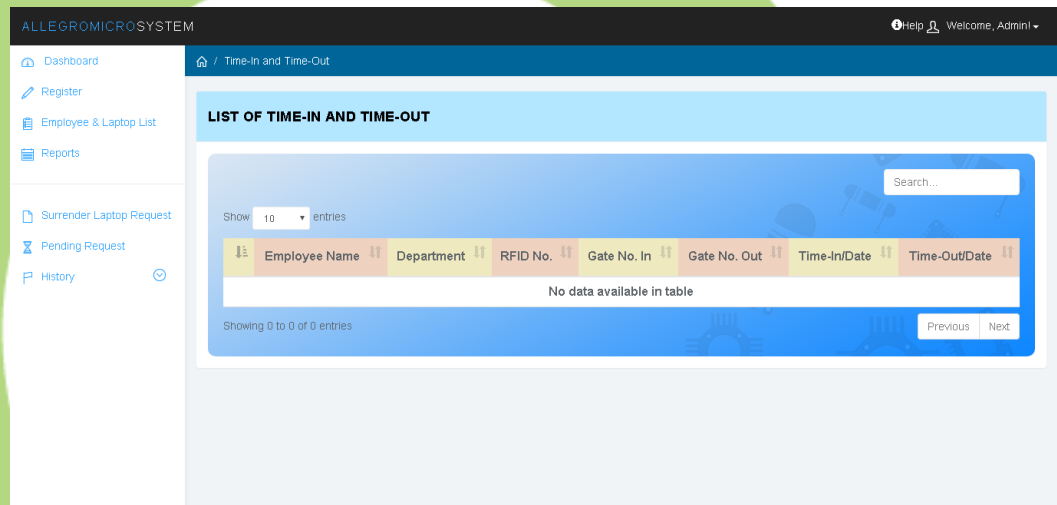 ALLEGROMICROSYSTEM
Help Welcome, Admin!
Dashboard
Register
Employee & Laptop List
Reports
Surrender Laptop Request
Pending Request
History
/ Time-In and Time-Out
LIST OF TIME-IN AND TIME-OUT
Search...
Show 10 entries
Employee Name Department RFID No. Gate No. In Gate No. Out Time-In/Date Time-Out/Date
No data available in table
Showing 0 to 0 of 0 entries
Previous Next